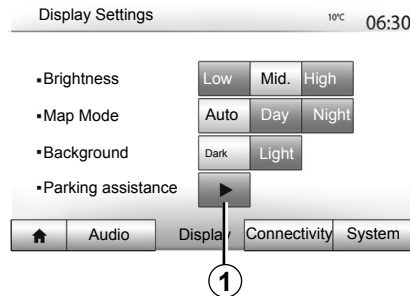 Display Settings 10°C 06:30
▪Brightness Low Mid. High
▪Map Mode Auto Day Night
▪Background Dark Light
▪Parking assistance ►
Audio Display Connectivity System
1